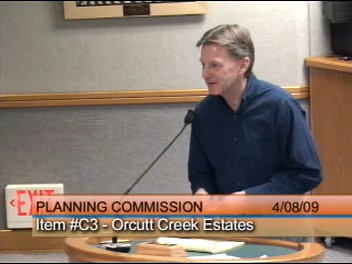 EXIT
PLANNING COMMISSION 4/08/09
Item #C3 - Orcutt Creek Estates